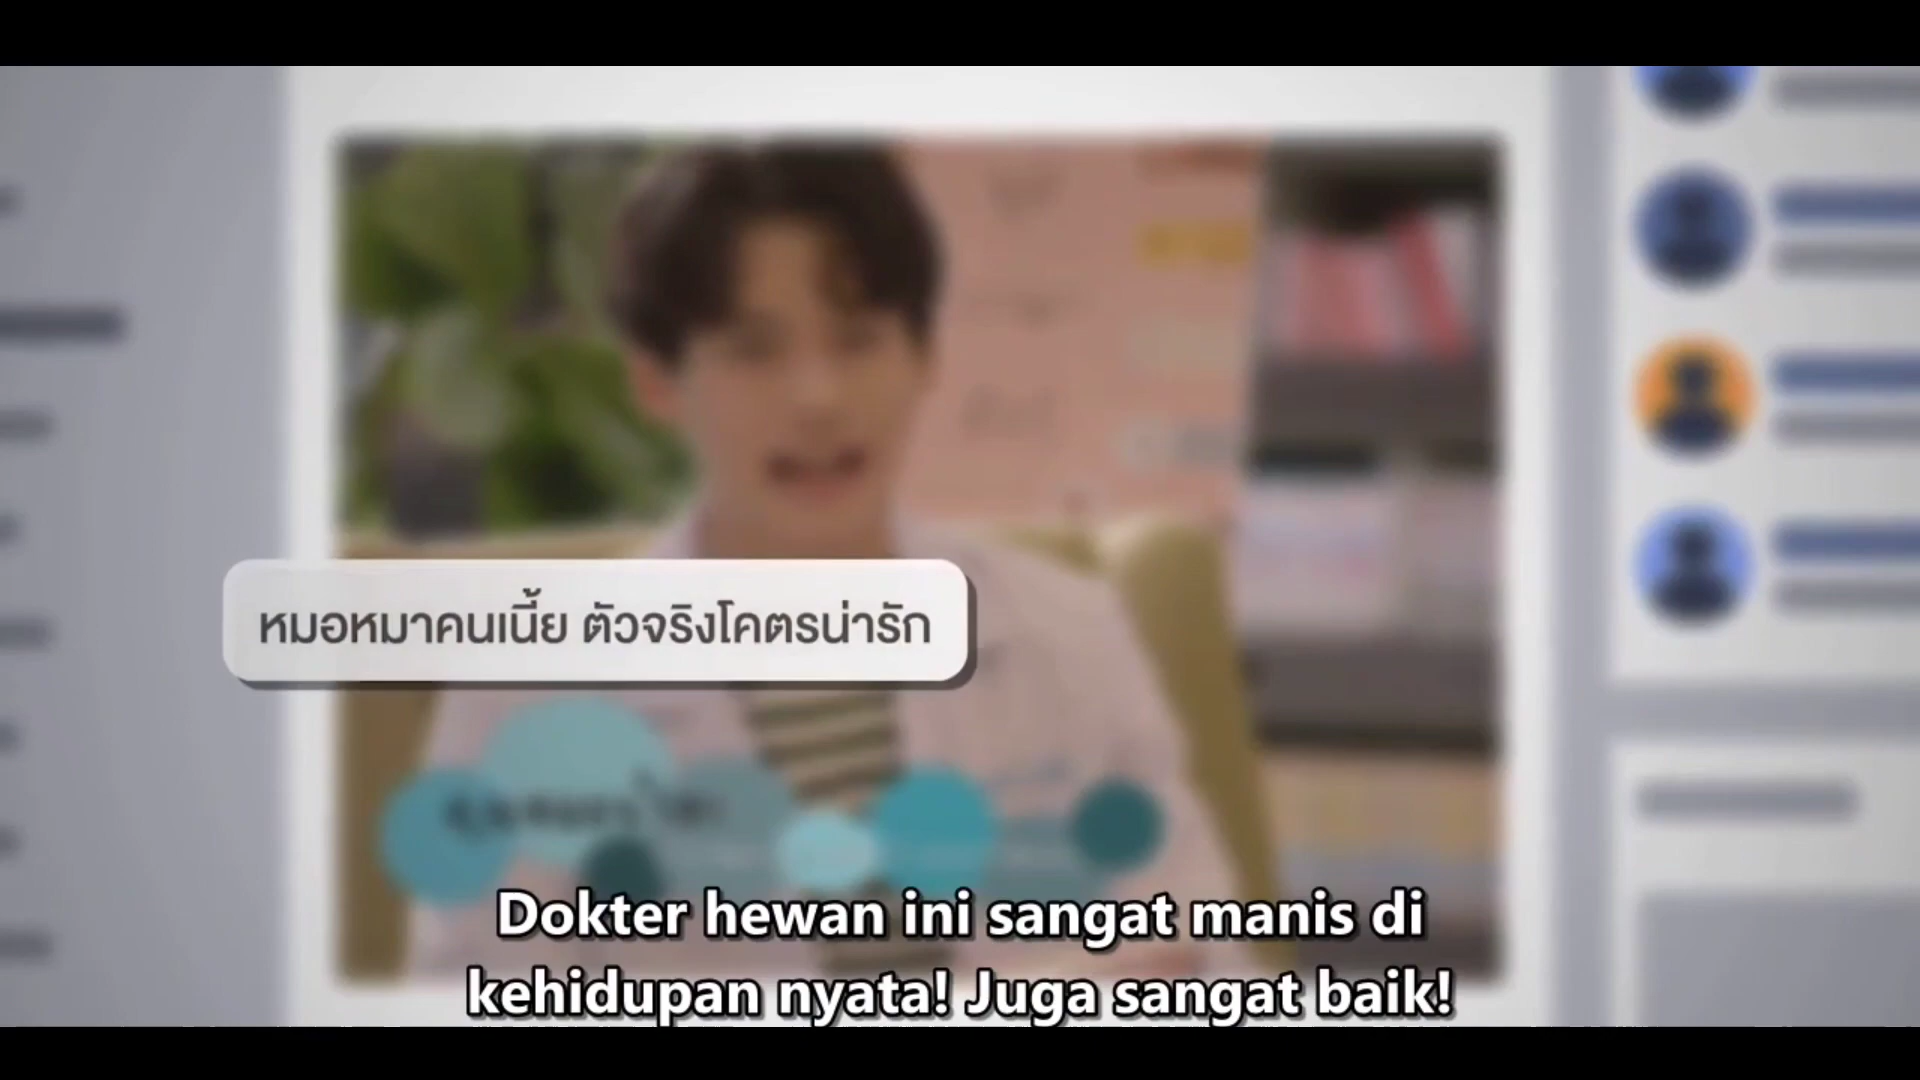 หมอหมาคนเนี้ย ตัวจริงโคตรน่ารัก
Dokter hewan ini sangat manis di
kehidupan nyata! Juga sangat baik!